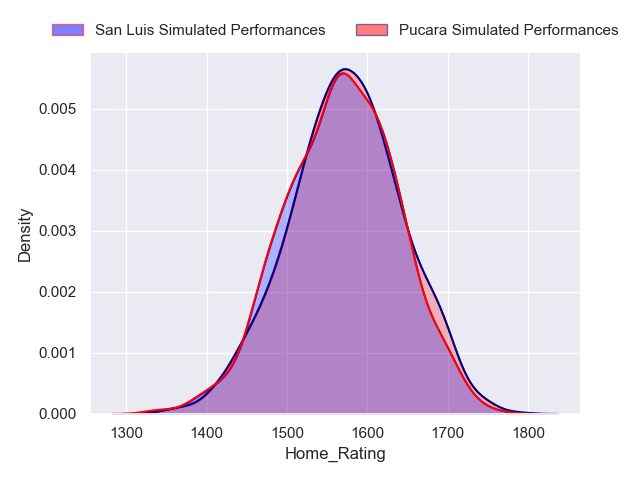 San Luis Simulated Performances Pucara Simulated Performances
0.005
0.004
0.003
0.002
0.001
0.000
Density
1300 1400 1500 1600 1700 1800
Home_Rating